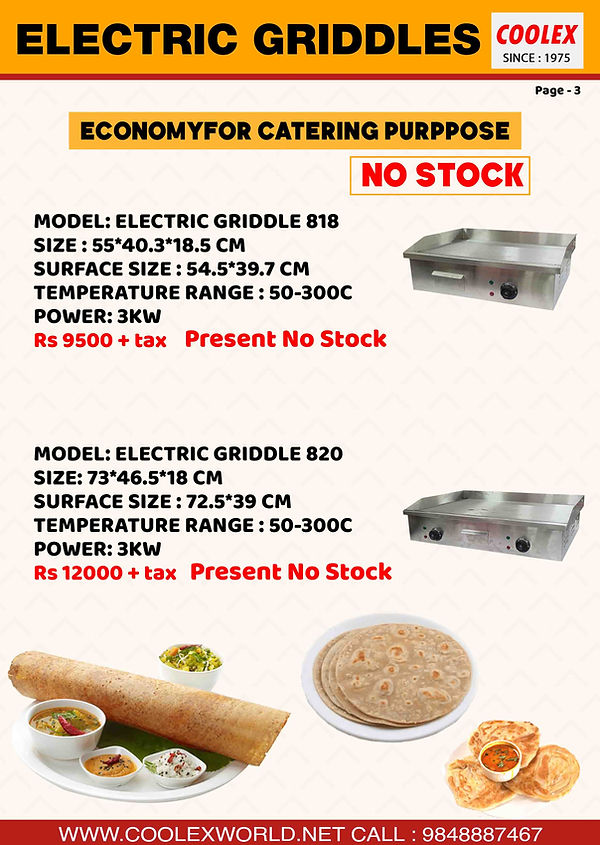 ELECTRIC GRIDDLES
COOLEX
SINCE : 1975
Page - 3
ECONOMYFOR CATERING PURPPOSE
NO STOCK
MODEL: ELECTRIC GRIDDLE 818
SIZE : 55*40.3*18.5 CM
SURFACE SIZE : 54.5*39.7 CM
TEMPERATURE RANGE : 50-300C
POWER: 3KW
Rs 9500 + tax Present No Stock
MODEL: ELECTRIC GRIDDLE 820
SIZE: 73*46.5*18 CM
SURFACE SIZE : 72.5*39 CM
TEMPERATURE RANGE : 50-300C
POWER: 3KW
Rs 12000 + tax Present No Stock
WWW.COOLEXWORLD.NET CALL : 9848887467